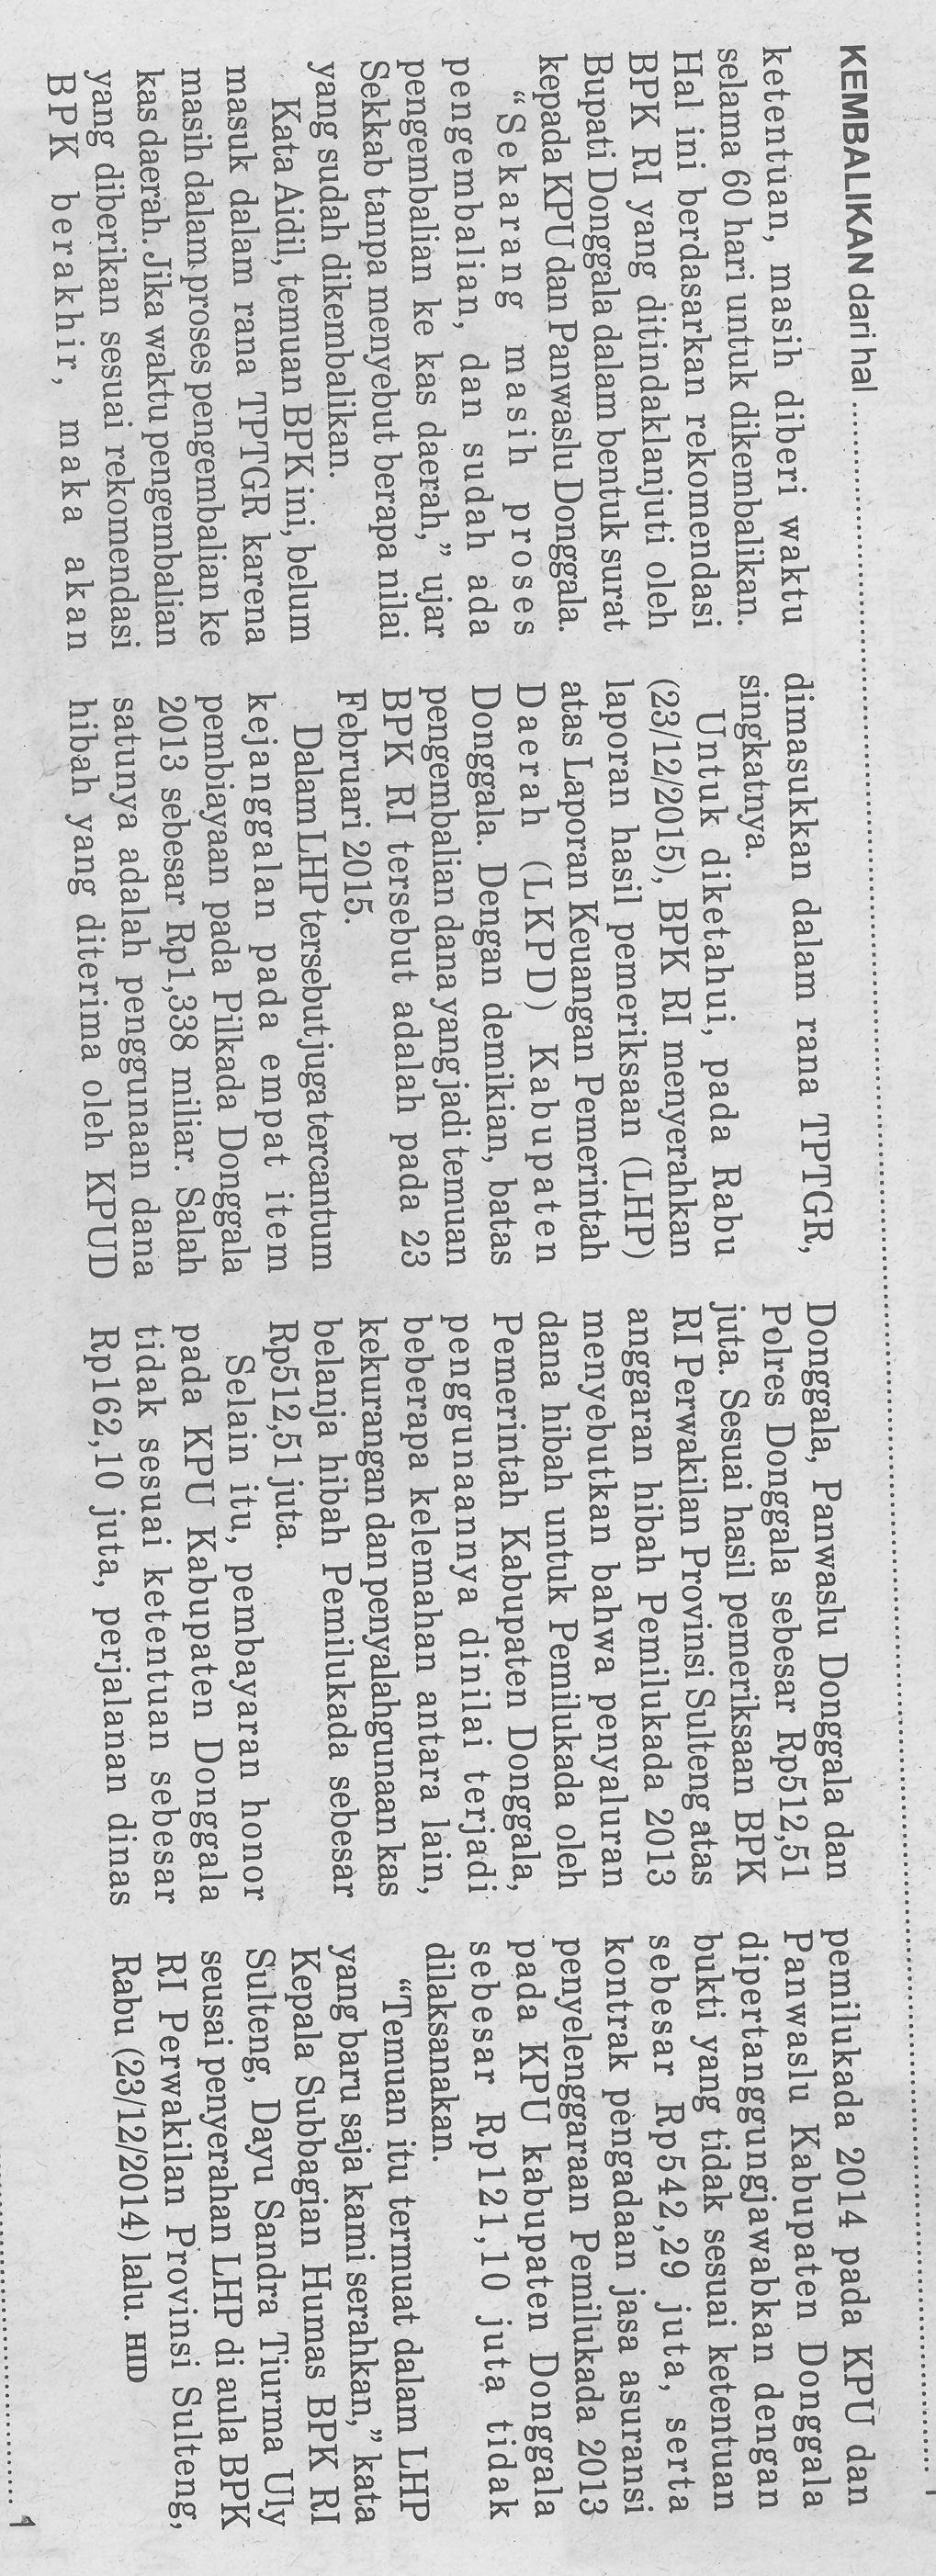 KEMBALIKAN dari hal ....................
ketentuan, masih diberi waktu
selama 60 hari untuk dikembalikan.
Hal ini berdasarkan rekomendasi
BPK RI yang ditindaklanjuti oleh
Bupati Donggala dalam bentuk surat
kepada KPU dan Panwaslu Donggala.
"Sekarang masih proses
pengembalian, dan sudah ada
pengembalian ke kas daerah," ujar
Sekkab tanpa menyebut berapa nilai
yang sudah dikembalikan.
Kata Aidil, temuan BPK ini, belum
masuk dalam rana TPTGR karena
masih dalam proses pengembalian ke
kas daerah. Jika waktu pengembalian
yang diberikan sesuai rekomendasi
BPK berakhir, maka akan
dimasukkan dalam rana TPTGR,
singkatnya.
Untuk diketahui, pada Rabu
(23/12/2015), BPK RI menyerahkan
laporan hasil pemeriksaan (LHP)
atas Laporan Keuangan Pemerintah
Daerah (LKPD) Kabupaten
Donggala. Dengan demikian, batas
pengembalian dana yang jadi temuan
BPK RI tersebut adalah pada 23
Februari 2015.
Dalam LHP tersebut juga tercantum
kejanggalan pada empat item
pembiayaan pada Pilkada Donggala
2013 sebesar Rp1,338 miliar. Salah
satunya adalah penggunaan dana
hibah yang diterima oleh KPUD
Donggala, Panwaslu Donggala dan
Polres Donggala sebesar Rp512,51
juta. Sesuai hasil pemeriksaan BPK
RI Perwakilan Provinsi Sulteng atas
anggaran hibah Pemilukada 2013
menyebutkan bahwa penyaluran
dana hibah untuk Pemilukada oleh
Pemerintah Kabupaten Donggala,
penggunaannya dinilai terjadi
beberapa kelemahan antara lain,
kekurangan dan penyalahgunaan kas
belanja hibah Pemilukada sebesar
Rp512,51 juta.
Selain itu, pembayaran honor
pada KPU Kabupaten Donggala
tidak sesuai ketentuan sebesar
Rp162,10 juta, perjalanan dinas
pemilukada 2014 pada KPU dan
Panwaslu Kabupaten Donggala
dipertanggungjawabkan dengan
bukti yang tidak sesuai ketentuan
sebesar Rp542,29 juta, serta
kontrak pengadaan jasa asuransi
penyelenggaraan Pemilukada 2013
pada KPU kabupaten Donggala
sebesar Rp121,10 juta tidak
dilaksanakan.
"Temuan itu termuat dalam LHP
yang baru saja kami serahkan," kata
Kepala Subbagian Humas BPK RI
Sulteng, Dayu Sandra Tiurma Uly
seusai penyerahan LHP di aula BPK
RI Perwakilan Provinsi Sulteng,
Rabu (23/12/2014) lalu. HID